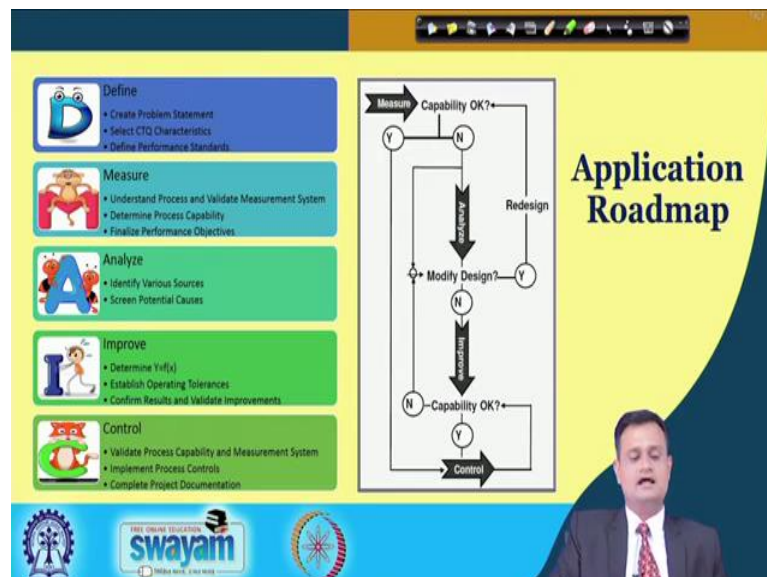 Define
• Create Problem Statement
• Select CTQ Characteristics
• Define Performance Standards
Measure
• Understand Process and Validate Measurement System
• Determine Process Capability
• Finalize Performance Objectives
Analyze
• Identify Various Sources
• Screen Potential Causes
Improve
• Determine Y=f(x)
• Establish Operating Tolerances
• Confirm Results and Validate Improvements
Control
• Validate Process Capability and Measurement System
• Implement Process Controls
• Complete Project Documentation
Measure Capability OK?
Y N
Analyze
Redesign
Modify Design? Y
N
Improve
N Capability OK?
Y
Control
Application
Roadmap
FREE ONLINE EDUCATION
swayam